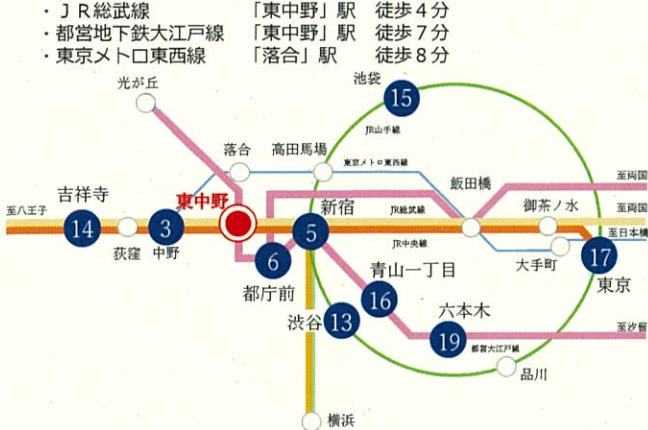 ・ＪＲ総武線 「東中野」駅 徒歩４分
・都営地下鉄大江戸線 「東中野」駅 徒歩７分
・東京メトロ東西線 「落合」駅 徒歩８分
光が丘
池袋
15
JR山手線
落合
高田馬場
東京メトロ東西線
飯田橋
至両国
吉祥寺
東中野
新宿
JR総武線
御茶ノ水
至両国
至八王子
14
3
5
JR中央線
至日本橋
荻窪
中野
6
大手町
17
都庁前
青山一丁目
東京
16
六本木
渋谷
13
19
至汐留
都営大江戸線
品川
横浜